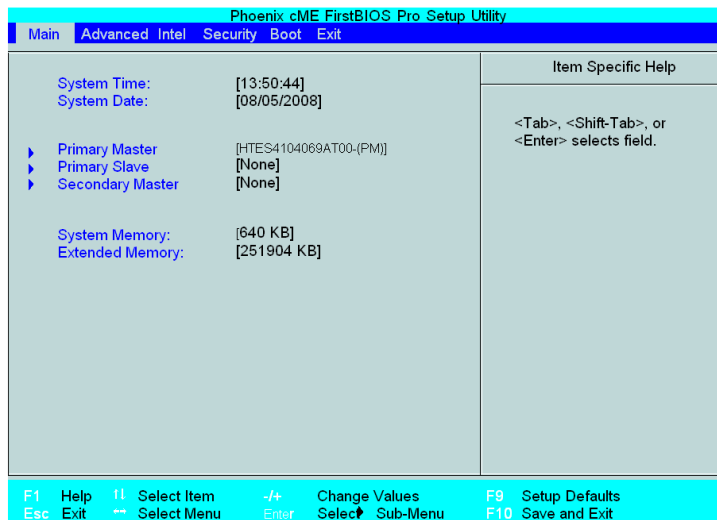 Phoenix cME FirstBIOS Pro Setup Utility
Main Advanced Intel Security Boot Exit
Item Specific Help
System Time: [13:50:44]
System Date: [08/05/2008]
<Tab>, <Shift-Tab>, or
<Enter> selects field.
Primary Master [HTES4104069AT00-(PM)]
Primary Slave [None]
Secondary Master [None]
System Memory: [640 KB]
Extended Memory: [251904 KB]
F1 Help ↑↓ Select Item -/+ Change Values F9 Setup Defaults
Esc Exit ↔ Select Menu Enter Select Sub-Menu F10 Save and Exit